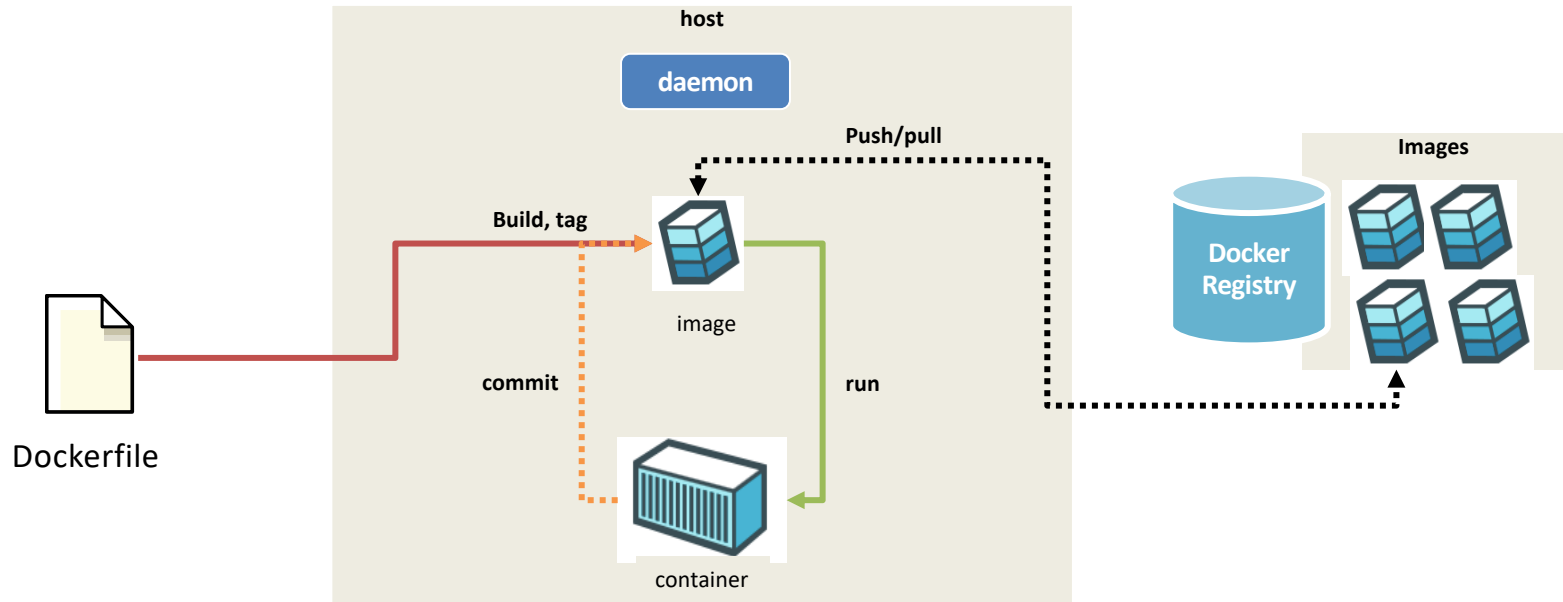 host
daemon
Push/pull
Images
Build, tag
Docker
Registry
image
commit
run
Dockerfile
container